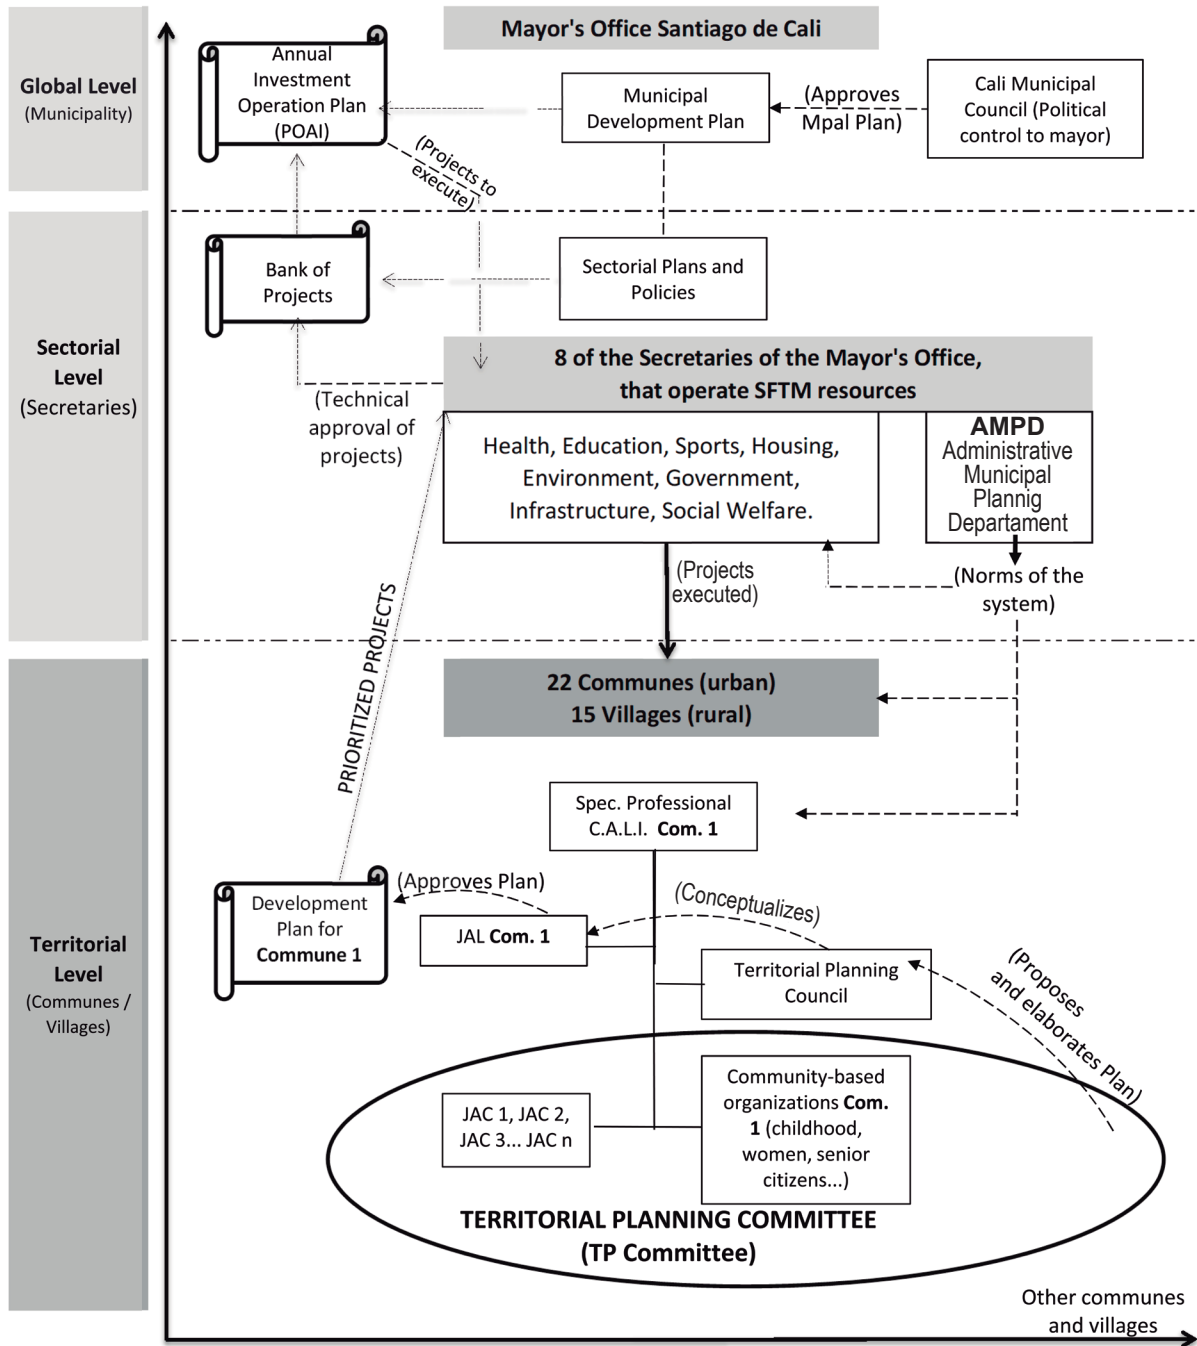 Mayor's Office Santiago de Cali
Global Level
(Municipality)
Annual
Investment
Operation Plan
(POAI)
Municipal
Development Plan
(Approves
Mpal Plan)
Cali Municipal
Council (Political
control to mayor)
(Projects to
execute)
Sectorial
Level
(Secretaries)
Bank of
Projects
Sectorial Plans and
Policies
8 of the Secretaries of the Mayor's Office,
that operate SFTM resources
(Technical
approval of
projects)
Health, Education, Sports, Housing,
Environment, Government,
Infrastructure, Social Welfare.
AMPD
Administrative
Municipal
Plannig
Departament
(Projects
executed)
(Norms of the
system)
PRIORITIZED PROJECTS
22 Communes (urban)
15 Villages (rural)
Territorial
Level
(Communes /
Villages)
Spec. Professional
C.A.L.I. Com. 1
Development
Plan for
Commune 1
(Approves Plan)
JAL Com. 1
(Conceptualizes)
Territorial Planning
Council
(Proposes
and elaborates Plan)
JAC 1, JAC 2,
JAC 3... JAC n
Community-based
organizations Com.
1 (childhood,
women, senior
citizens...)
TERRITORIAL PLANNING COMMITTEE
(TP Committee)
Other communes
and villages